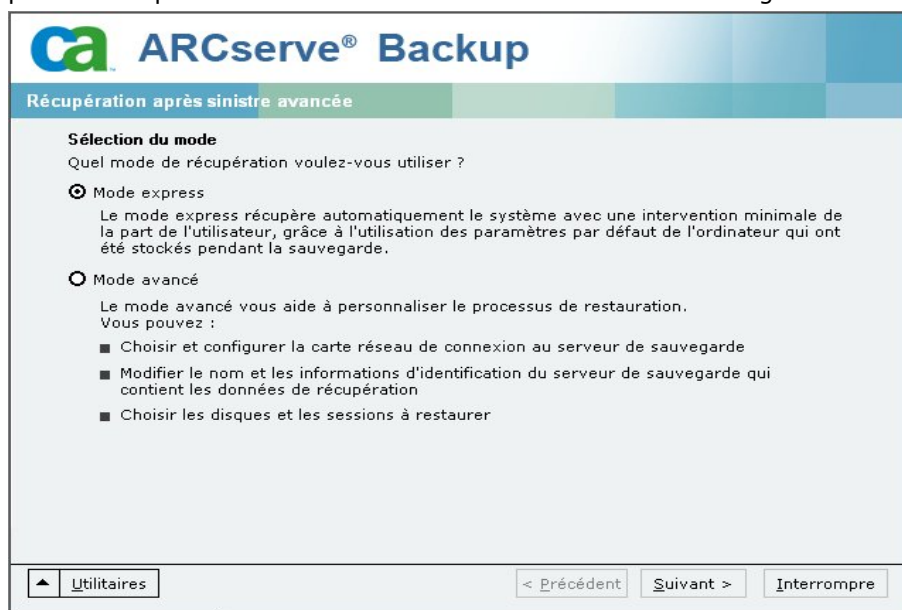 ca ARCserve® Backup
Récupération après sinistre avancée
Sélection du mode
Quel mode de récupération voulez-vous utiliser ?
Mode express
Le mode express récupère automatiquement le système avec une intervention minimale de
la part de l'utilisateur, grâce à l'utilisation des paramètres par défaut de l'ordinateur qui ont
été stockés pendant la sauvegarde.
Mode avancé
Le mode avancé vous aide à personnaliser le processus de restauration.
Vous pouvez :
Choisir et configurer la carte réseau de connexion au serveur de sauvegarde
Modifier le nom et les informations d'identification du serveur de sauvegarde qui
contient les données de récupération
Choisir les disques et les sessions à restaurer
Utilitaires < Précédent Suivant > Interrompre